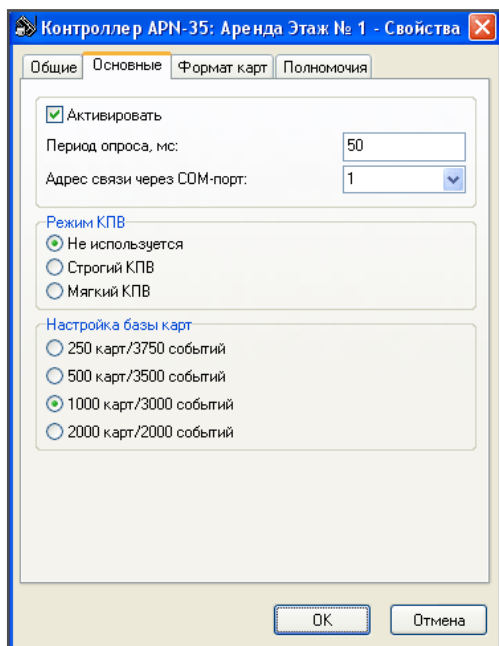 Контроллер APN-35: Аренда Этаж № 1 - Свойства
Общие Основные Формат карт Полномочия
Активировать
Период опроса, мс: 50
Адрес связи через COM-порт: 1
Режим КПВ
Не используется
Строгий КПВ
Мягкий КПВ
Настройка базы карт
250 карт/3750 событий
500 карт/3500 событий
1000 карт/3000 событий
2000 карт/2000 событий
OK Отмена